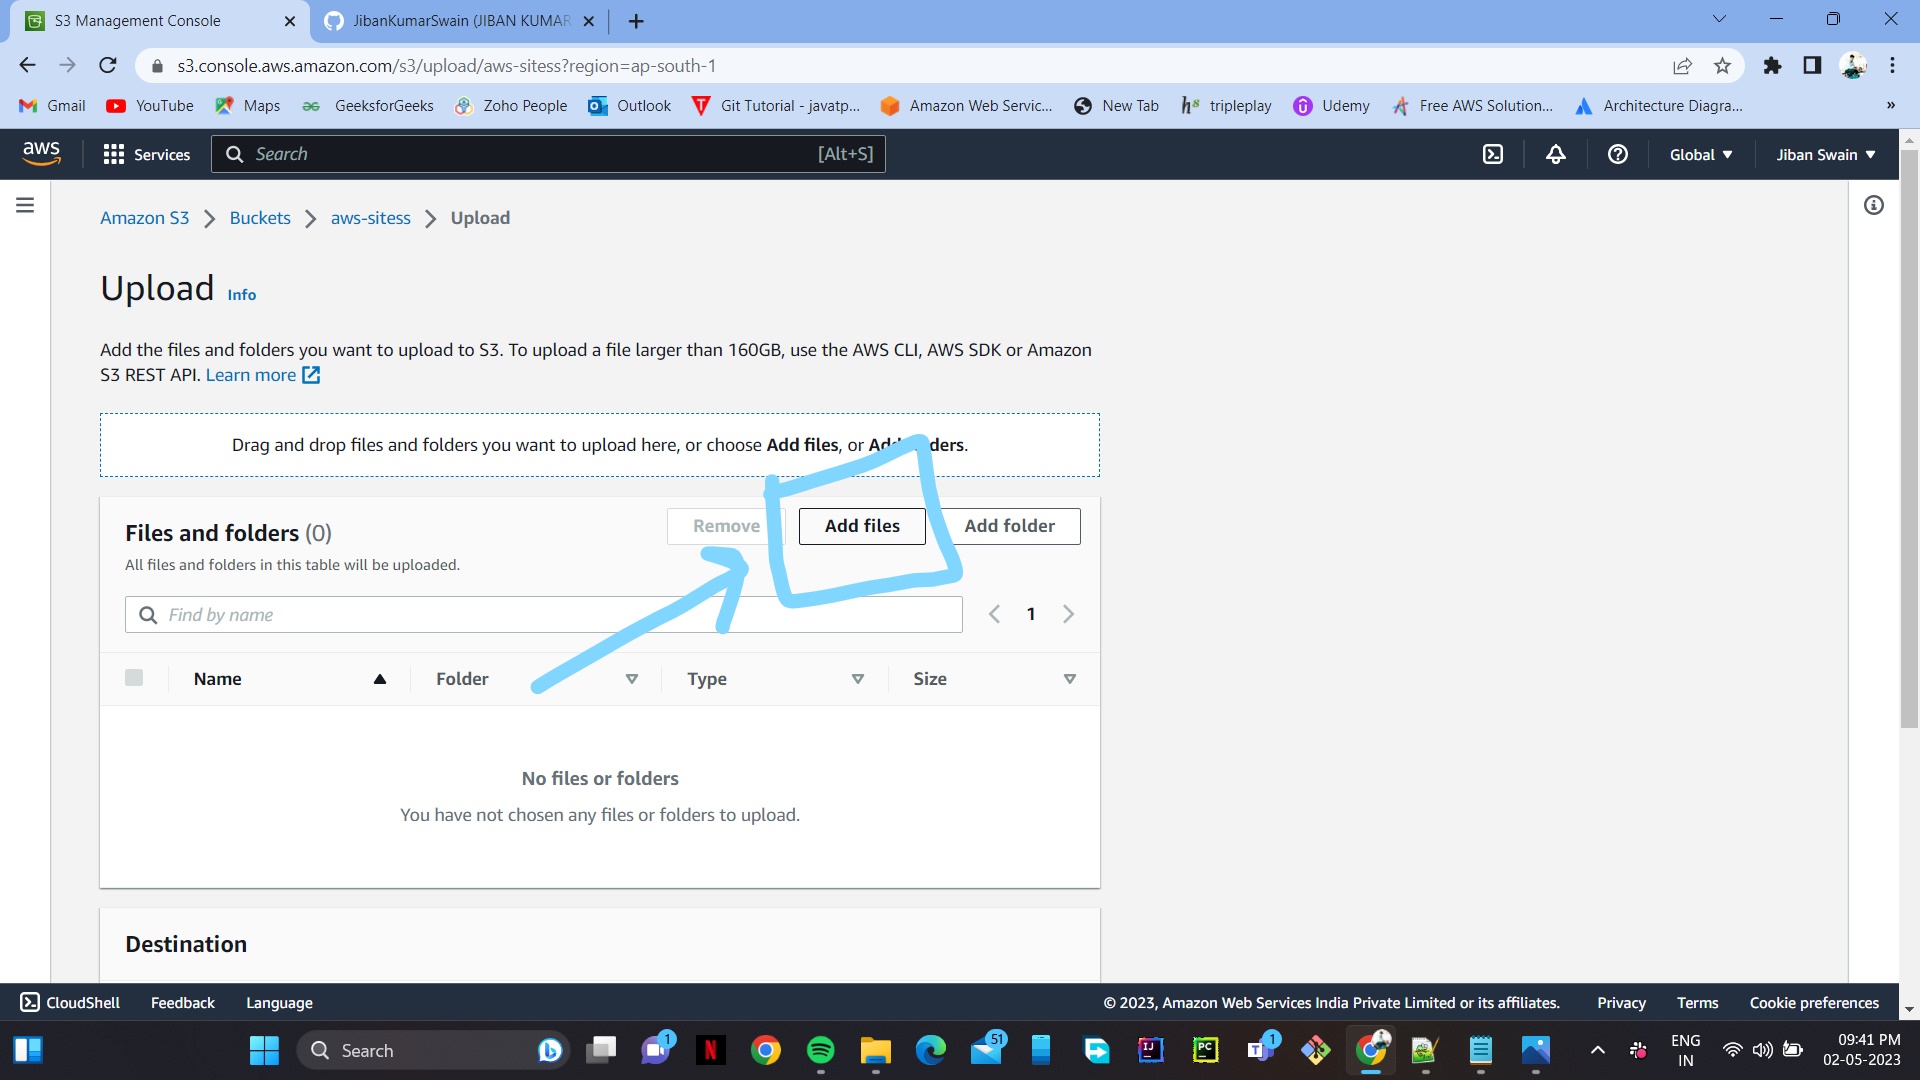 S3 Management Console
JibanKumarSwain (JIBAN KUMAR
s3.console.aws.amazon.com/s3/upload/aws-sitess?region=ap-south-1
Gmail YouTube Maps GeeksforGeeks Zoho People Outlook Git Tutorial - javatp... Amazon Web Servic... New Tab tripleplay Udemy Free AWS Solution... Architecture Diagra... »
aws Services Search [Alt+S] Global Jiban Swain
Amazon S3 Buckets aws-sitess Upload
Upload Info
Add the files and folders you want to upload to S3. To upload a file larger than 160GB, use the AWS CLI, AWS SDK or Amazon
S3 REST API. Learn more
Drag and drop files and folders you want to upload here, or choose Add files, or Add ders.
Files and folders (0)
Remove Add files Add folder
All files and folders in this table will be uploaded.
Find by name 1
Name Folder Type Size
No files or folders
You have not chosen any files or folders to upload.
Destination
CloudShell Feedback Language © 2023, Amazon Web Services India Private Limited or its affiliates. Privacy Terms Cookie preferences
Search 1 51 1
ENG
IN
09:41 PM
02-05-2023